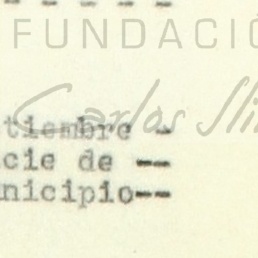 - - - - - -
FUNDACIÓ
Carlos Sli
tiembre -
cie de --
nicipio--